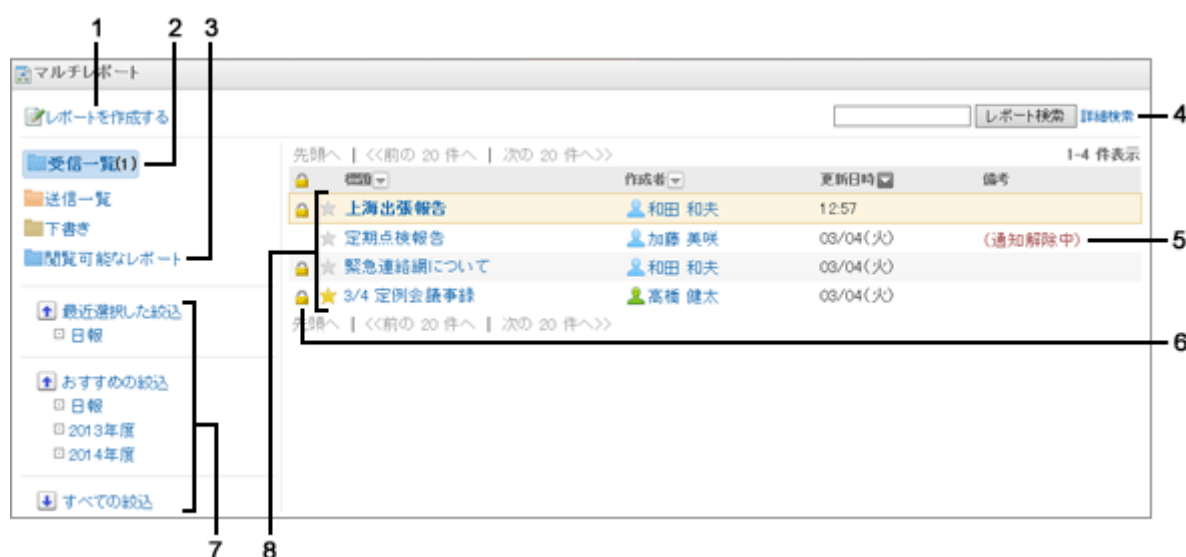 1 2 3
マルチレポート
レポートを作成する
レポート検索 詳細検索 4
受信一覧(1)
送信一覧
下書き
閲覧可能なレポート
最近選択した絞込
日報
おすすめの絞込
日報
2013年度
2014年度
すべての絞込
先頭へ | <<前の 20 件へ | 次の 20 件へ>> 1-4 件表示
標題 作成者 更新日時 備考
上海出張報告 和田 和夫 12:57
定期点検報告 加藤 美咲 03/04(火) (通知解除中) 5
緊急連絡網について 和田 和夫 03/04(火)
3/4 定例会議事録 高橋 健太 03/04(火)
先頭へ | <<前の 20 件へ | 次の 20 件へ>>
6
7 8